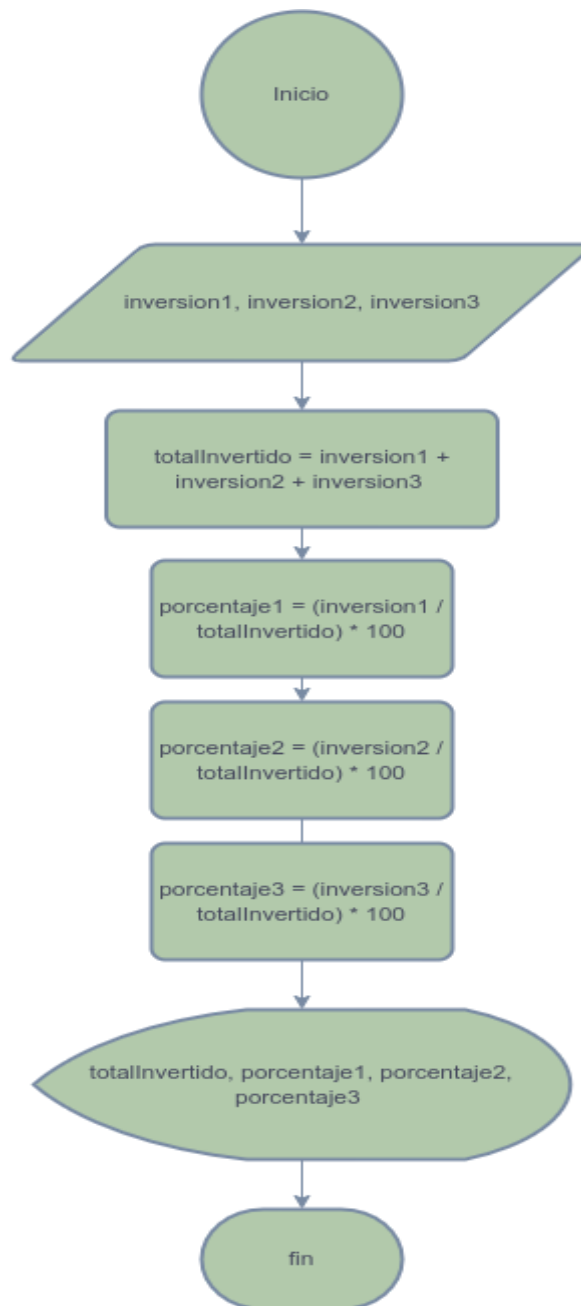 Inicio
inversion1, inversion2, inversion3
totalInvertido = inversion1 +
inversion2 + inversion3
porcentaje1 = (inversion1 /
totalInvertido) * 100
porcentaje2 = (inversion2 /
totalInvertido) * 100
porcentaje3 = (inversion3 /
totalInvertido) * 100
totalInvertido, porcentaje1, porcentaje2,
porcentaje3
fin